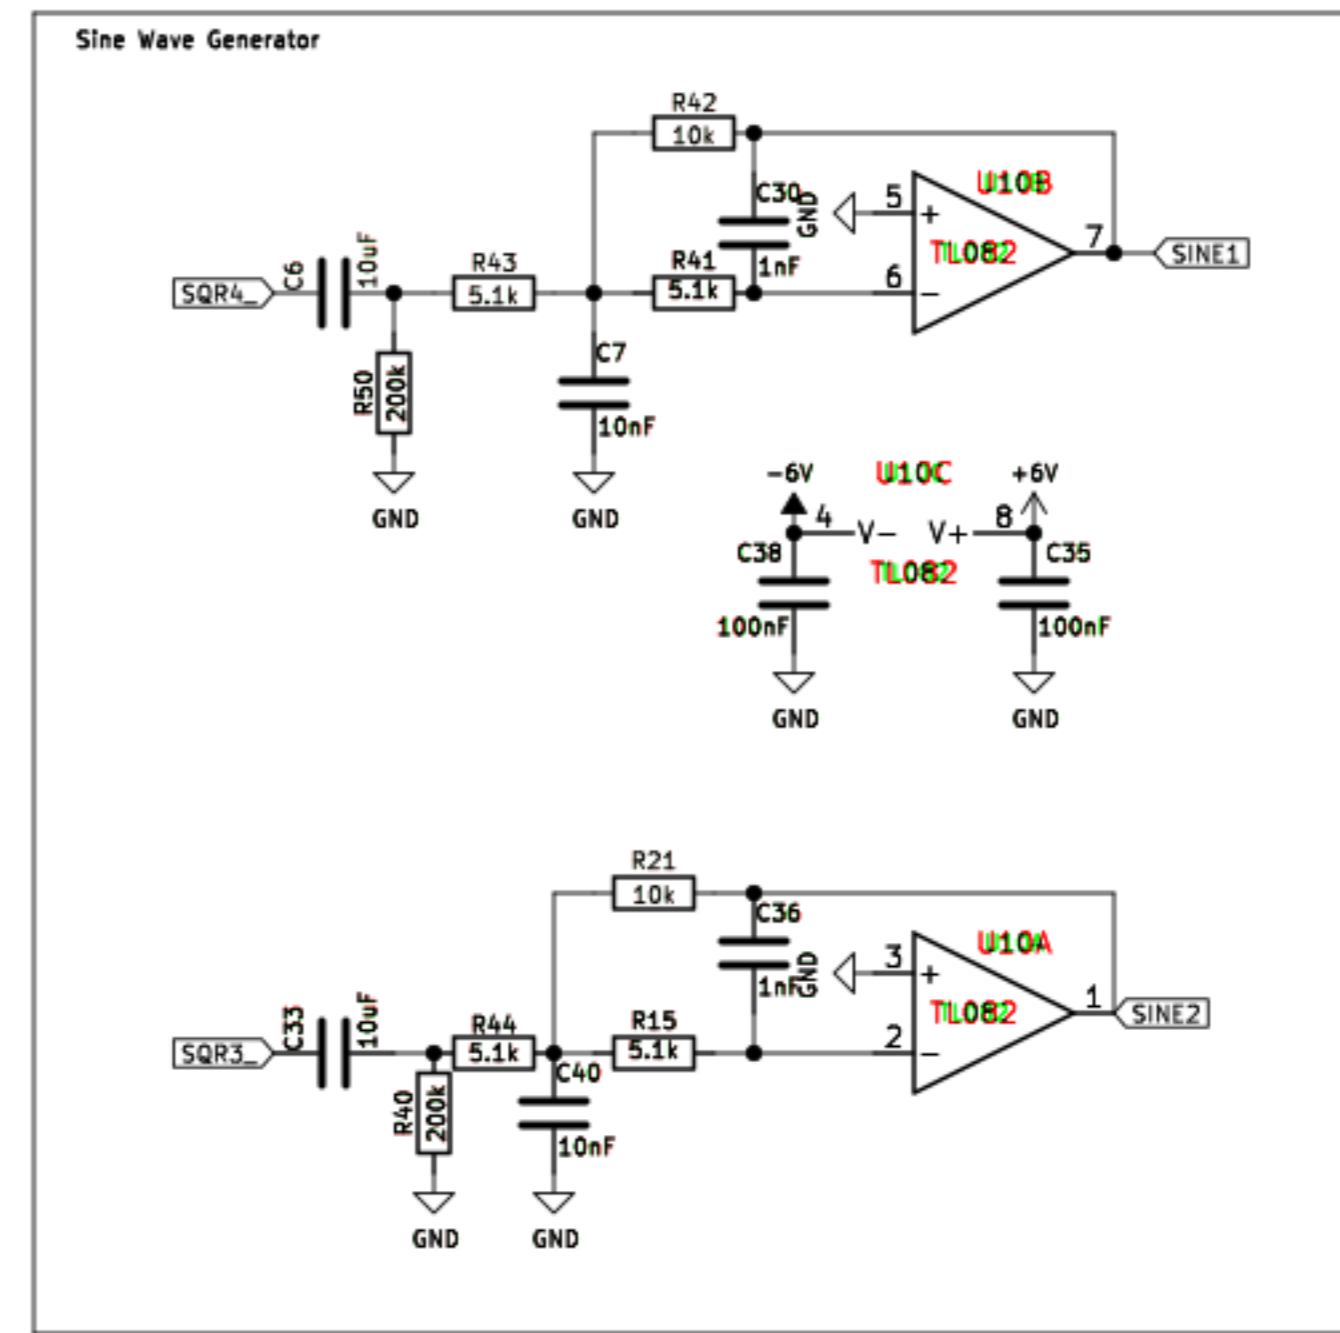 Sine Wave Generator
R42
10k
C30
GND
1nF
5
+
U10B
TL082
7
SINE1
SQR4_
C6
10uF
R43
5.1k
R41
5.1k
6
-
R50
200k
GND
C7
10nF
GND
-6V
U10C
+6V
4
V-
V+
8
C38
TL082
C35
100nF
100nF
GND
GND
R21
10k
C36
GND
1nF
3
+
U10A
TL082
1
SINE2
SQR3_
C33
10uF
R44
5.1k
R15
5.1k
2
-
R40
200k
GND
C40
10nF
GND